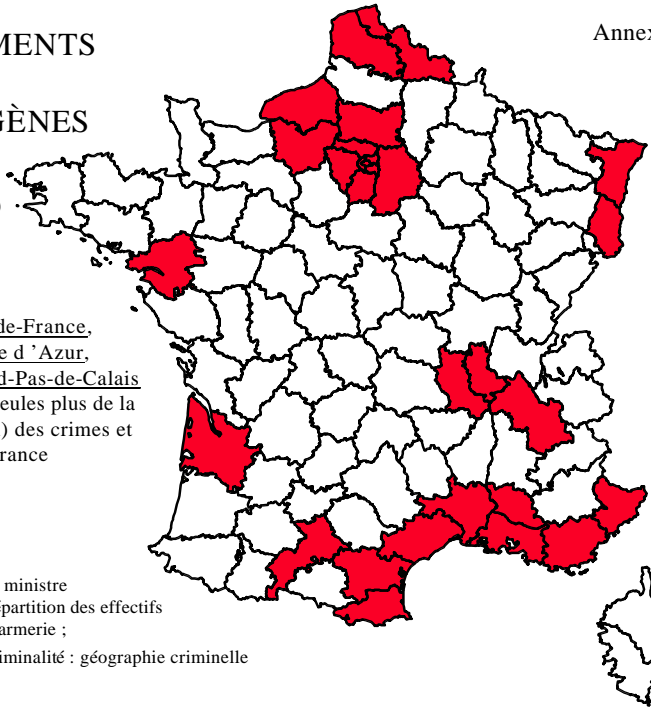 MENTS
Annex
GÈNES
)
de-France,
e d ’Azur,
d-Pas-de-Calais
eules plus de la
) des crimes et
rance
ministre
épartition des effectifs
armerie ;
iminalité : géographie criminelle